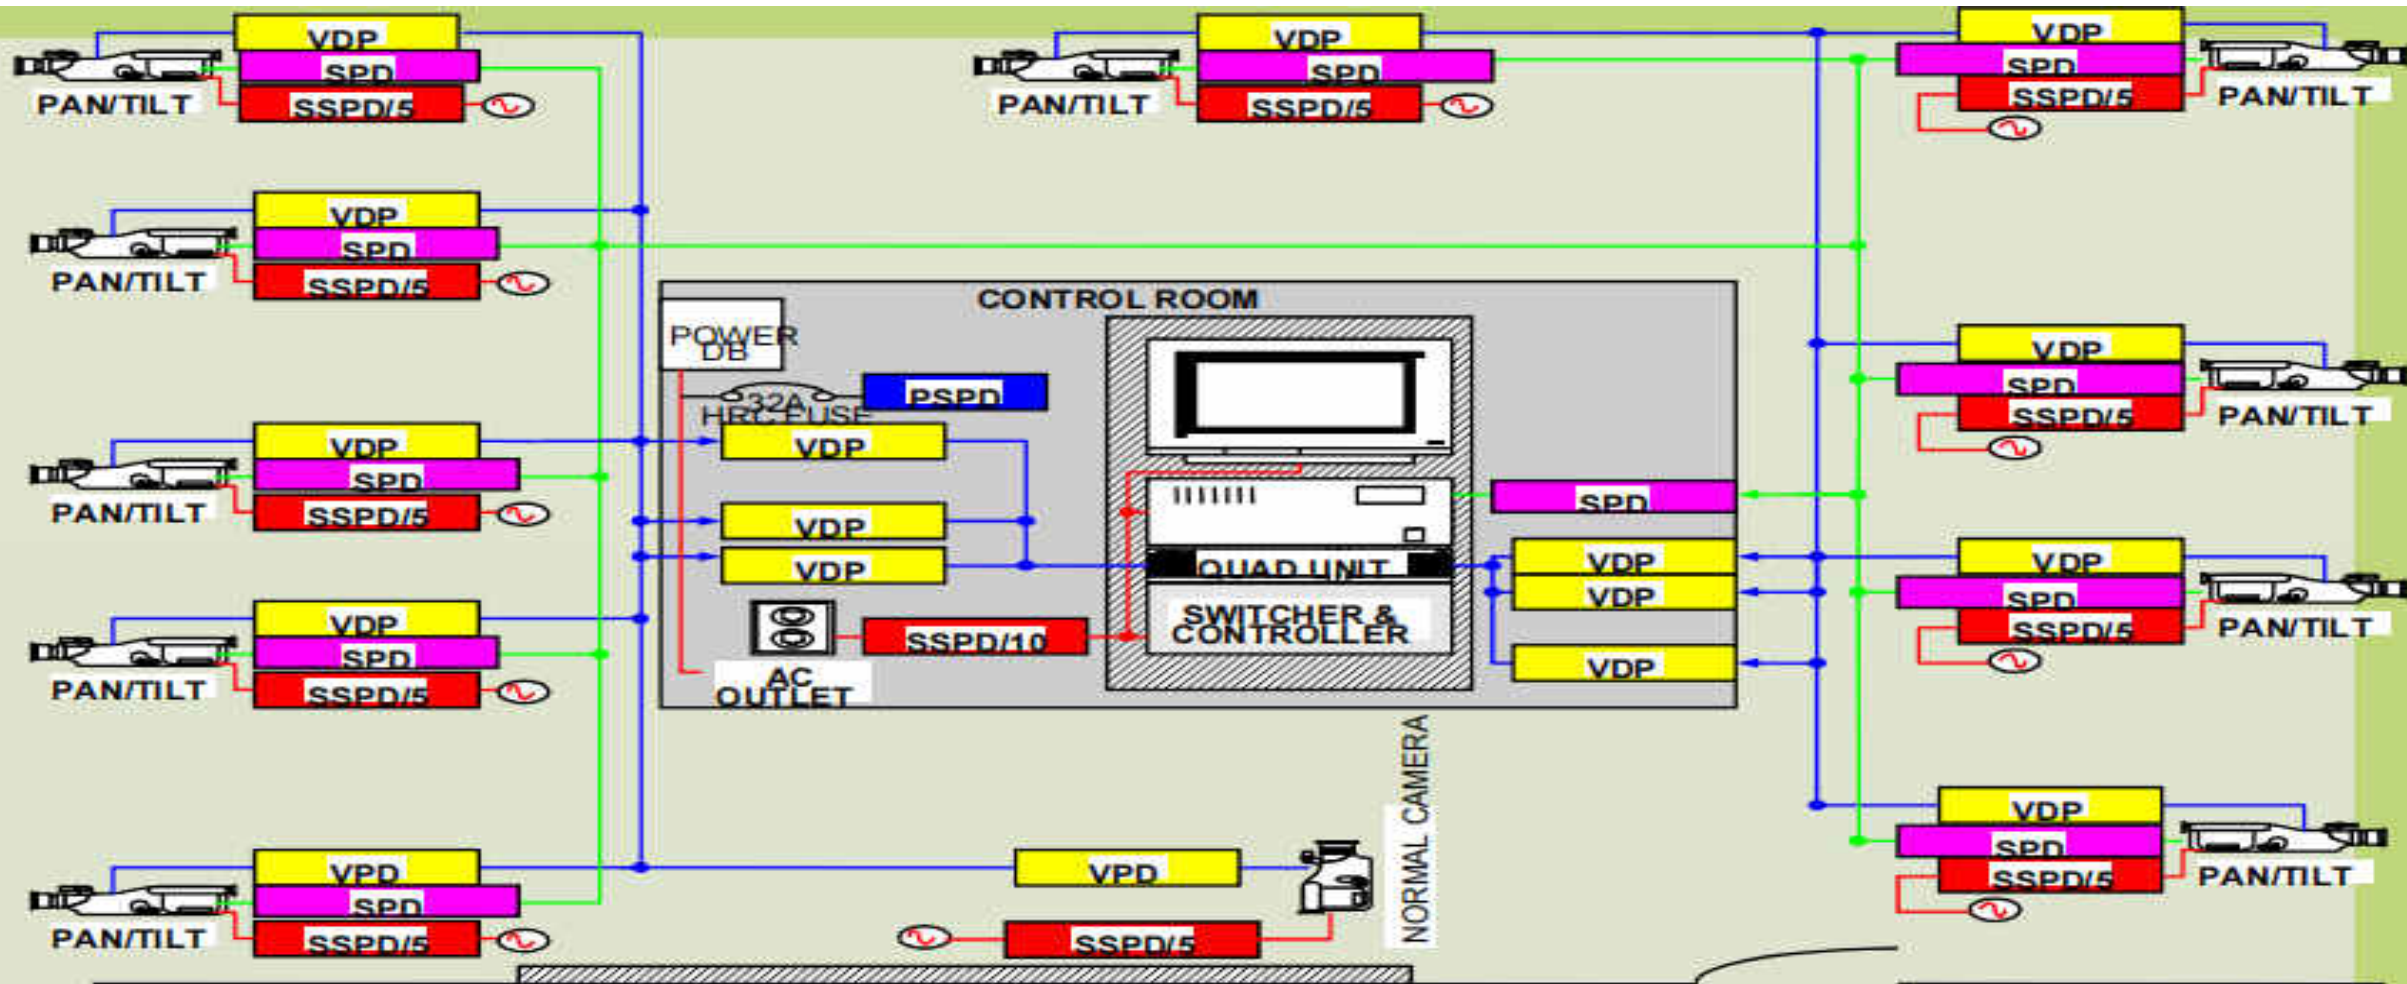 VDP
SPD
SSPD/5
PAN/TILT
VDP
SPD
SSPD/5
PAN/TILT
VDP
SPD
SSPD/5
PAN/TILT
VDP
SPD
SSPD/5
PAN/TILT
VDP
SPD
SSPD/5
PAN/TILT
CONTROL ROOM
POWER
DB
32A
HRC FUSE
PSPD
VDP
VDP
VDP
AC
OUTLET
SSPD/10
QUAD UNIT
SWITCHER &
CONTROLLER
SPD
VDP
VDP
VDP
VDP
SPD
SSPD/5
PAN/TILT
VDP
SPD
SSPD/5
PAN/TILT
VDP
SPD
SSPD/5
PAN/TILT
VDP
SPD
SSPD/5
PAN/TILT
VPD
SPD
SSPD/5
PAN/TILT
VPD
SSPD/5
NORMAL CAMERA